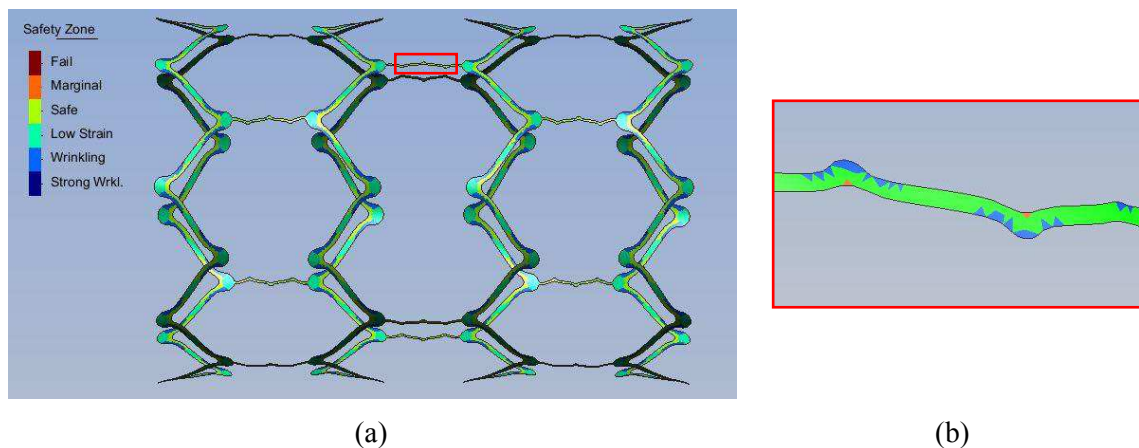 Safety Zone
Fail
Marginal
Safe
Low Strain
Wrinkling
Strong Wrkl.
(a)
(b)